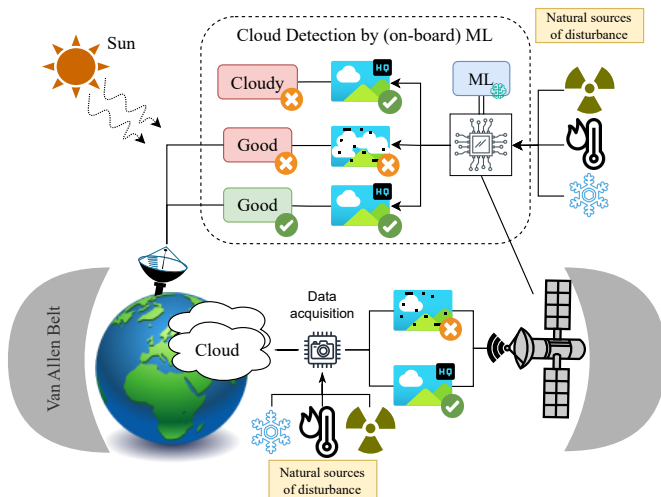 Sun
Cloud Detection by (on-board) ML
Natural sources
of disturbance
Cloudy
HQ
ML
Good
Good
HQ
Van Allen Belt
Cloud
Data
acquisition
HQ
Natural sources
of disturbance